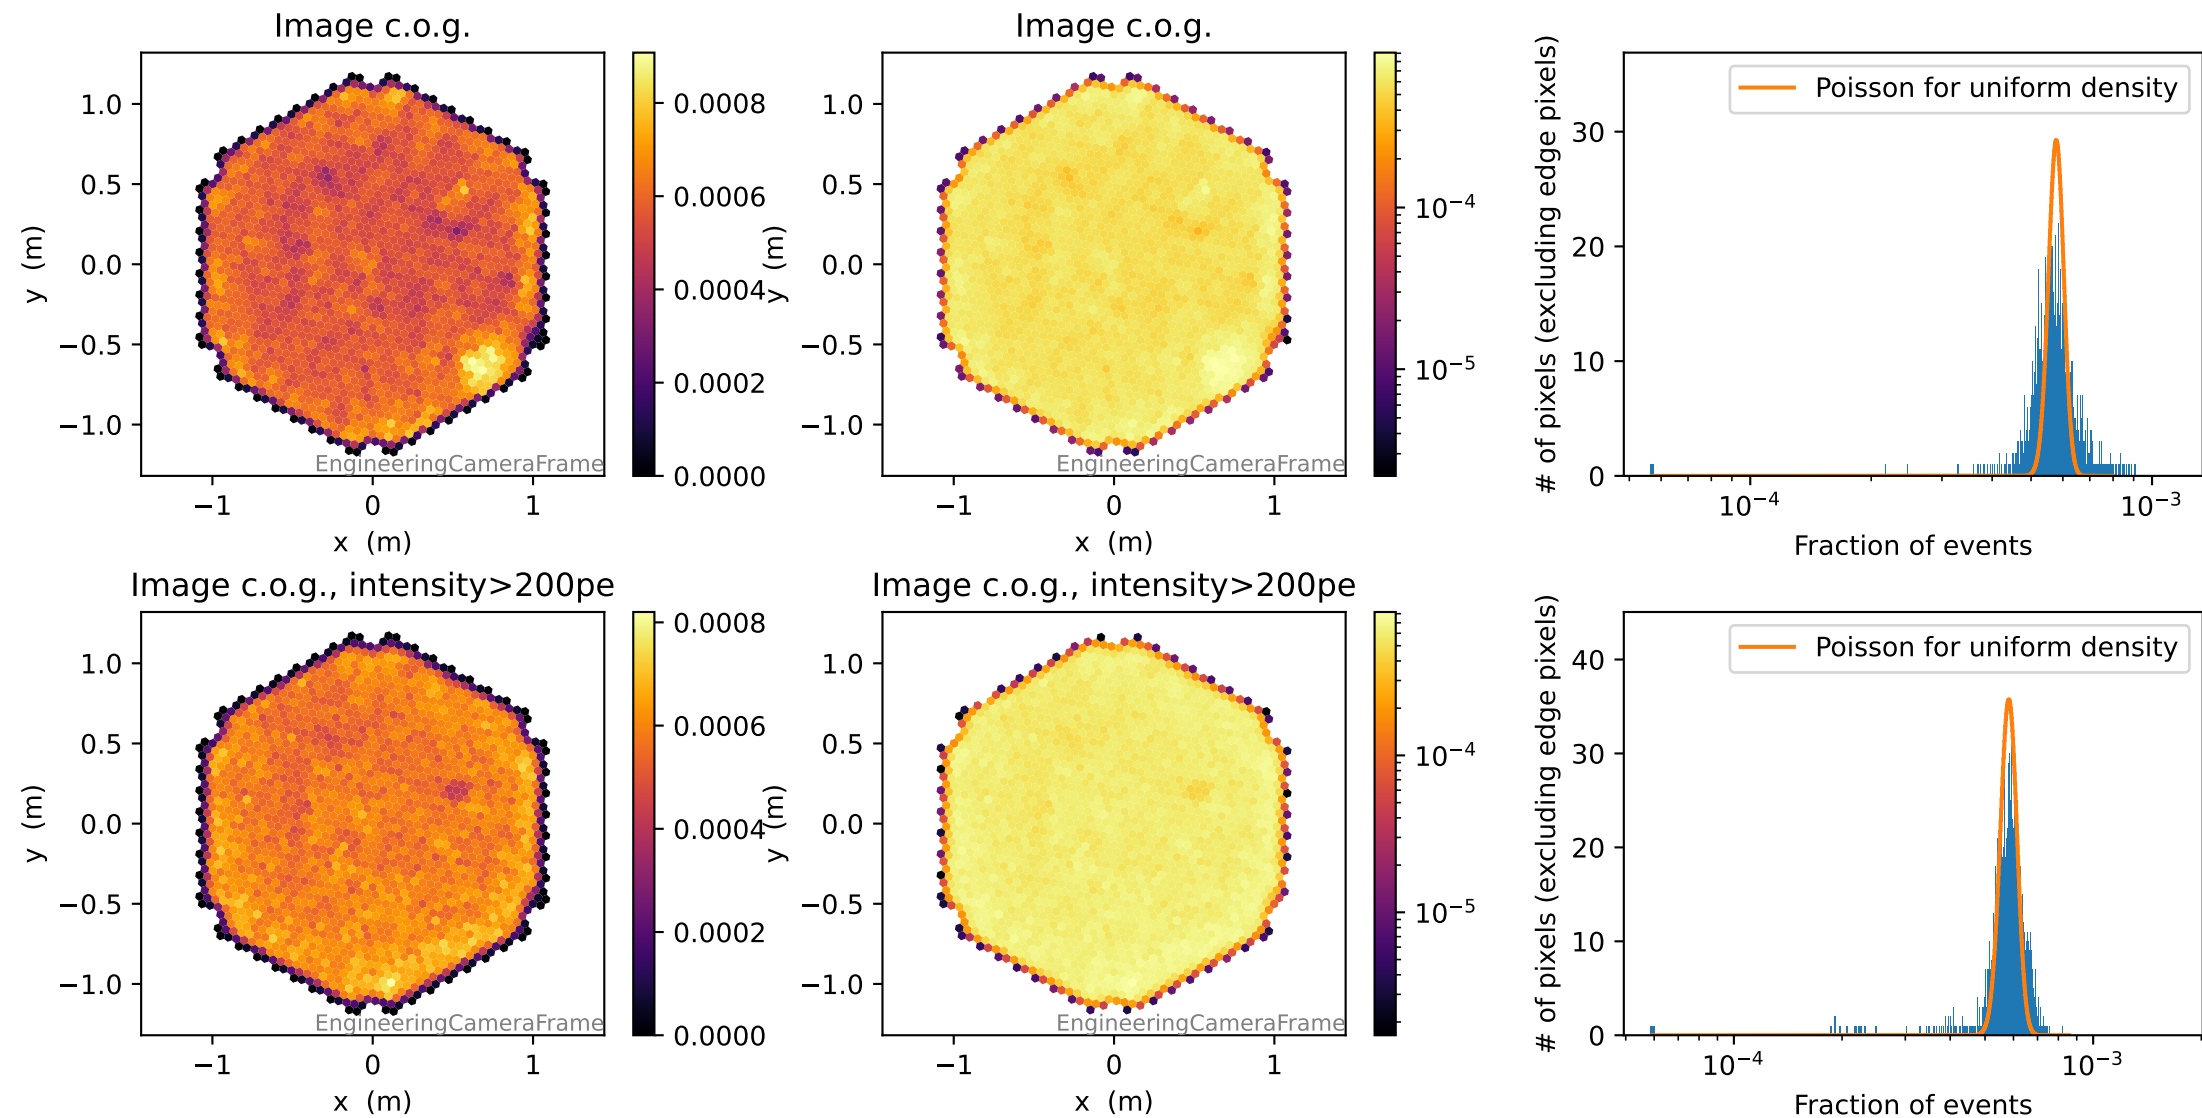 Image c.o.g.
1.0
0.5
0.0
−0.5
−1.0
y (m)
−1
0
1
x (m)
EngineeringCameraFrame
0.0008
0.0006
0.0004
0.0002
0.0000
Image c.o.g.
1.0
0.5
0.0
−0.5
−1.0
y (m)
−1
0
1
x (m)
EngineeringCameraFrame
10⁻⁴
10⁻⁵
# of pixels (excluding edge pixels)
30
20
10
0
Poisson for uniform density
10⁻⁴
10⁻³
Fraction of events
Image c.o.g., intensity>200pe
1.0
0.5
0.0
−0.5
−1.0
y (m)
−1
0
1
x (m)
EngineeringCameraFrame
0.0008
0.0006
0.0004
0.0002
0.0000
Image c.o.g., intensity>200pe
1.0
0.5
0.0
−0.5
−1.0
y (m)
−1
0
1
x (m)
EngineeringCameraFrame
10⁻⁴
10⁻⁵
# of pixels (excluding edge pixels)
40
30
20
10
0
Poisson for uniform density
10⁻⁴
10⁻³
Fraction of events